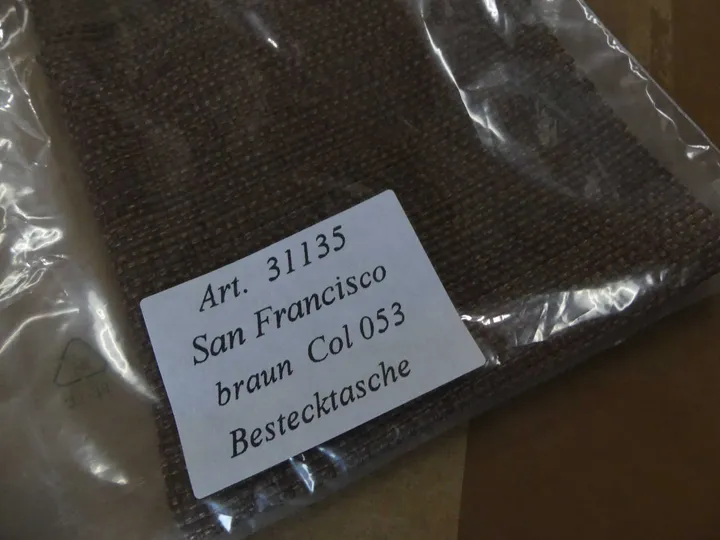 Art. 31135
San Francisco
braun Col 053
Bestecktasche